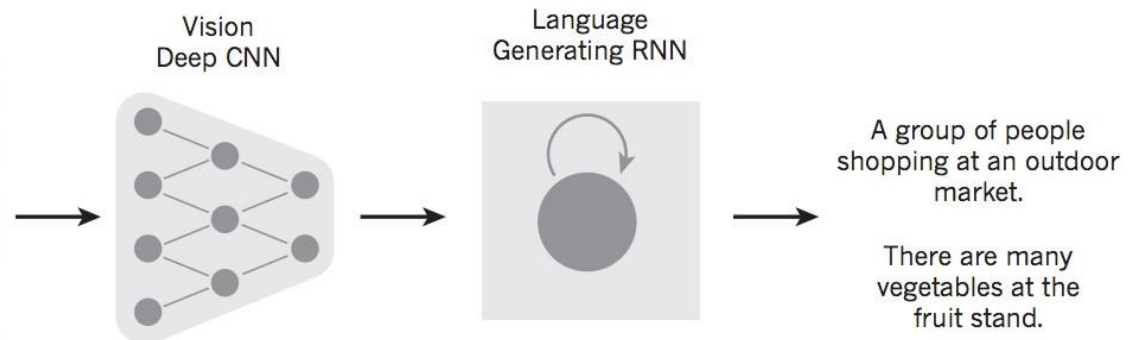 Vision
Deep CNN
Language
Generating RNN
A group of people
shopping at an outdoor
market.
There are many
vegetables at the
fruit stand.